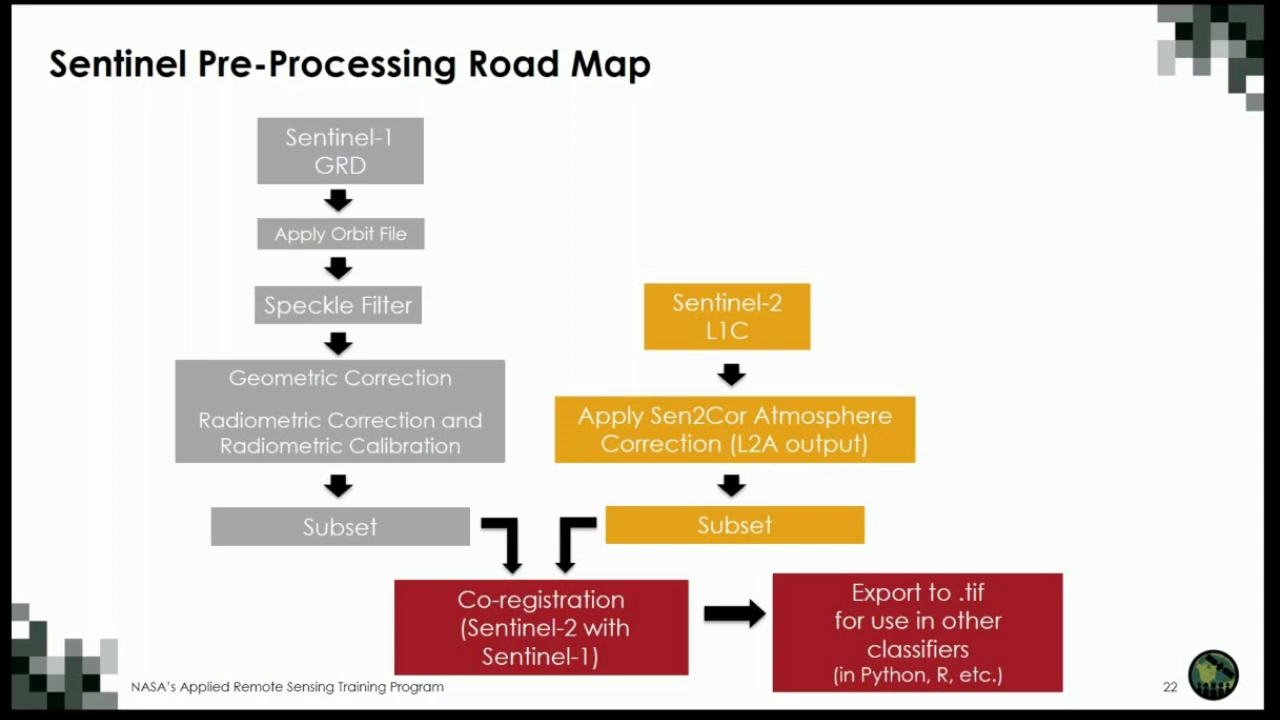 Sentinel Pre-Processing Road Map
Sentinel-1
GRD
Apply Orbit File
Speckle Filter
Geometric Correction
Radiometric Correction and
Radiometric Calibration
Subset
Sentinel-2
L1C
Apply Sen2Cor Atmosphere
Correction (L2A output)
Subset
Co-registration
(Sentinel-2 with
Sentinel-1)
Export to .tif
for use in other
classifiers
(in Python, R, etc.)
NASA's Applied Remote Sensing Training Program
22